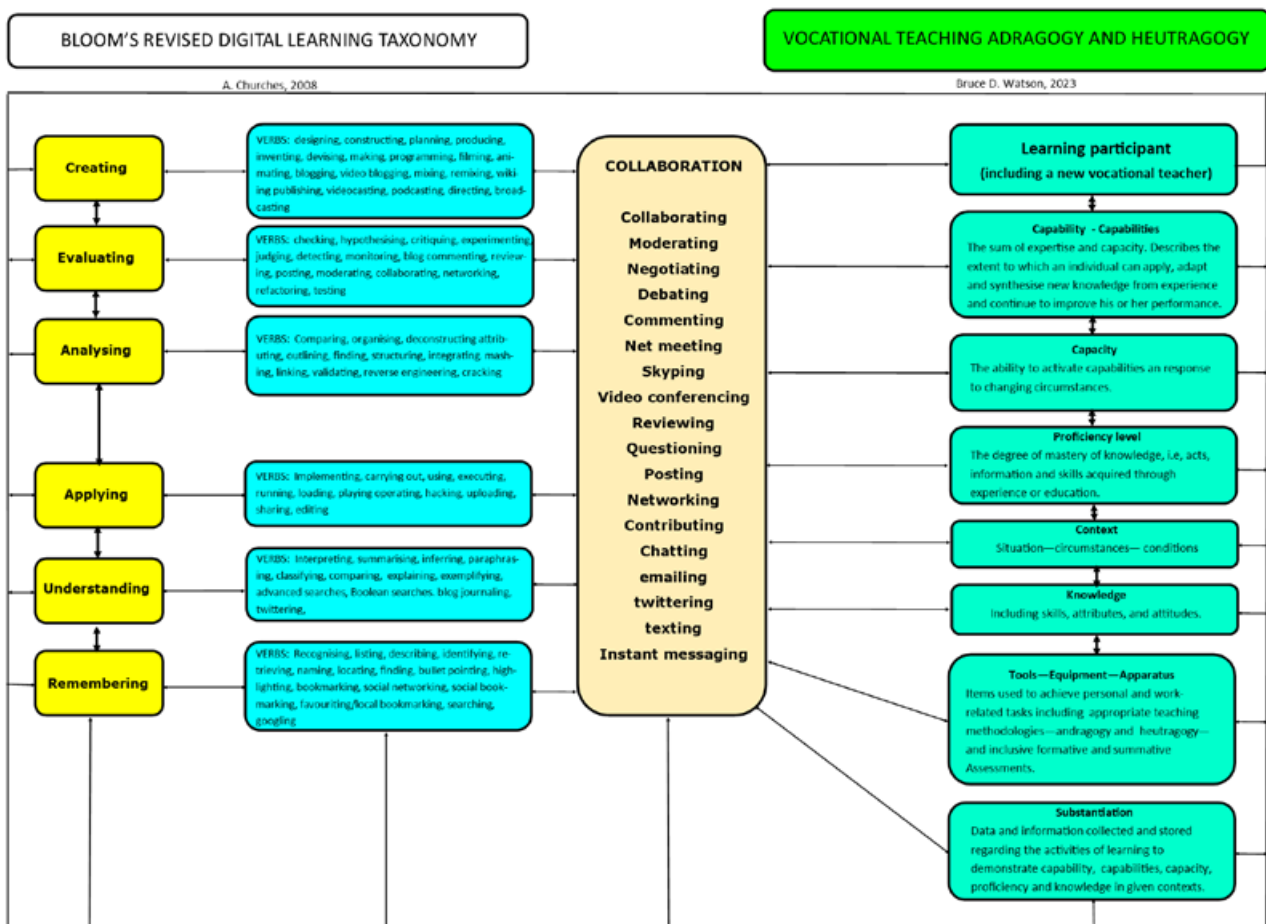 BLOOM'S REVISED DIGITAL LEARNING TAXONOMY
A. Churches, 2008
VOCATIONAL TEACHING ADRAGOGY AND HEUTRAGOGY
Bruce D. Watson, 2023
Creating
VERBS: designing, constructing, planning, producing,
inventing, devising, making, programming, filming, ani-
mating, blogging, video blogging, mixing, remixing, wiki-
ing publishing, videocasting, podcasting, directing, broad-
casting
Evaluating
VERBS: checking, hypothesising, critiquing, experimenting,
judging, detecting, monitoring, blog commenting, review-
ing, posting, moderating, collaborating, networking,
refactoring, testing
Analysing
VERBS: Comparing, organising, deconstructing attrib-
uting, outlining, finding, structuring, integrating, mash-
ing, linking, validating, reverse engineering, cracking
Applying
VERBS: Implementing, carrying out, using, executing,
running, loading, playing operating, hacking, uploading,
sharing, editing
Understanding
VERBS: Interpreting, summarising, inferring, paraphras-
ing, classifying, comparing, explaining, exemplifying,
advanced searches, Boolean searches. blog journaling,
twittering,
Remembering
VERBS: Recognising, listing, describing, identifying, re-
trieving, naming, locating, finding, bullet pointing, high-
lighting, bookmarking, social networking, social book-
marking, favouriting/local bookmarking, searching,
googling
COLLABORATION
Collaborating
Moderating
Negotiating
Debating
Commenting
Net meeting
Skyping
Video conferencing
Reviewing
Questioning
Posting
Networking
Contributing
Chatting
emailing
twittering
texting
Instant messaging
Learning participant
(including a new vocational teacher)
Capability - Capabilities
The sum of expertise and capacity. Describes the
extent to which an individual can apply, adapt
and synthesise new knowledge from experience
and continue to improve his or her performance.
Capacity
The ability to activate capabilities an response
to changing circumstances.
Proficiency level
The degree of mastery of knowledge, i.e, acts,
information and skills acquired through
experience or education.
Context
Situation—circumstances— conditions
Knowledge
Including skills, attributes, and attitudes.
Tools—Equipment—Apparatus
Items used to achieve personal and work-
related tasks including appropriate teaching
methodologies—andragogy and heutragogy—
and inclusive formative and summative
Assessments.
Substantiation
Data and information collected and stored
regarding the activities of learning to
demonstrate capability, capabilities, capacity,
proficiency and knowledge in given contexts.